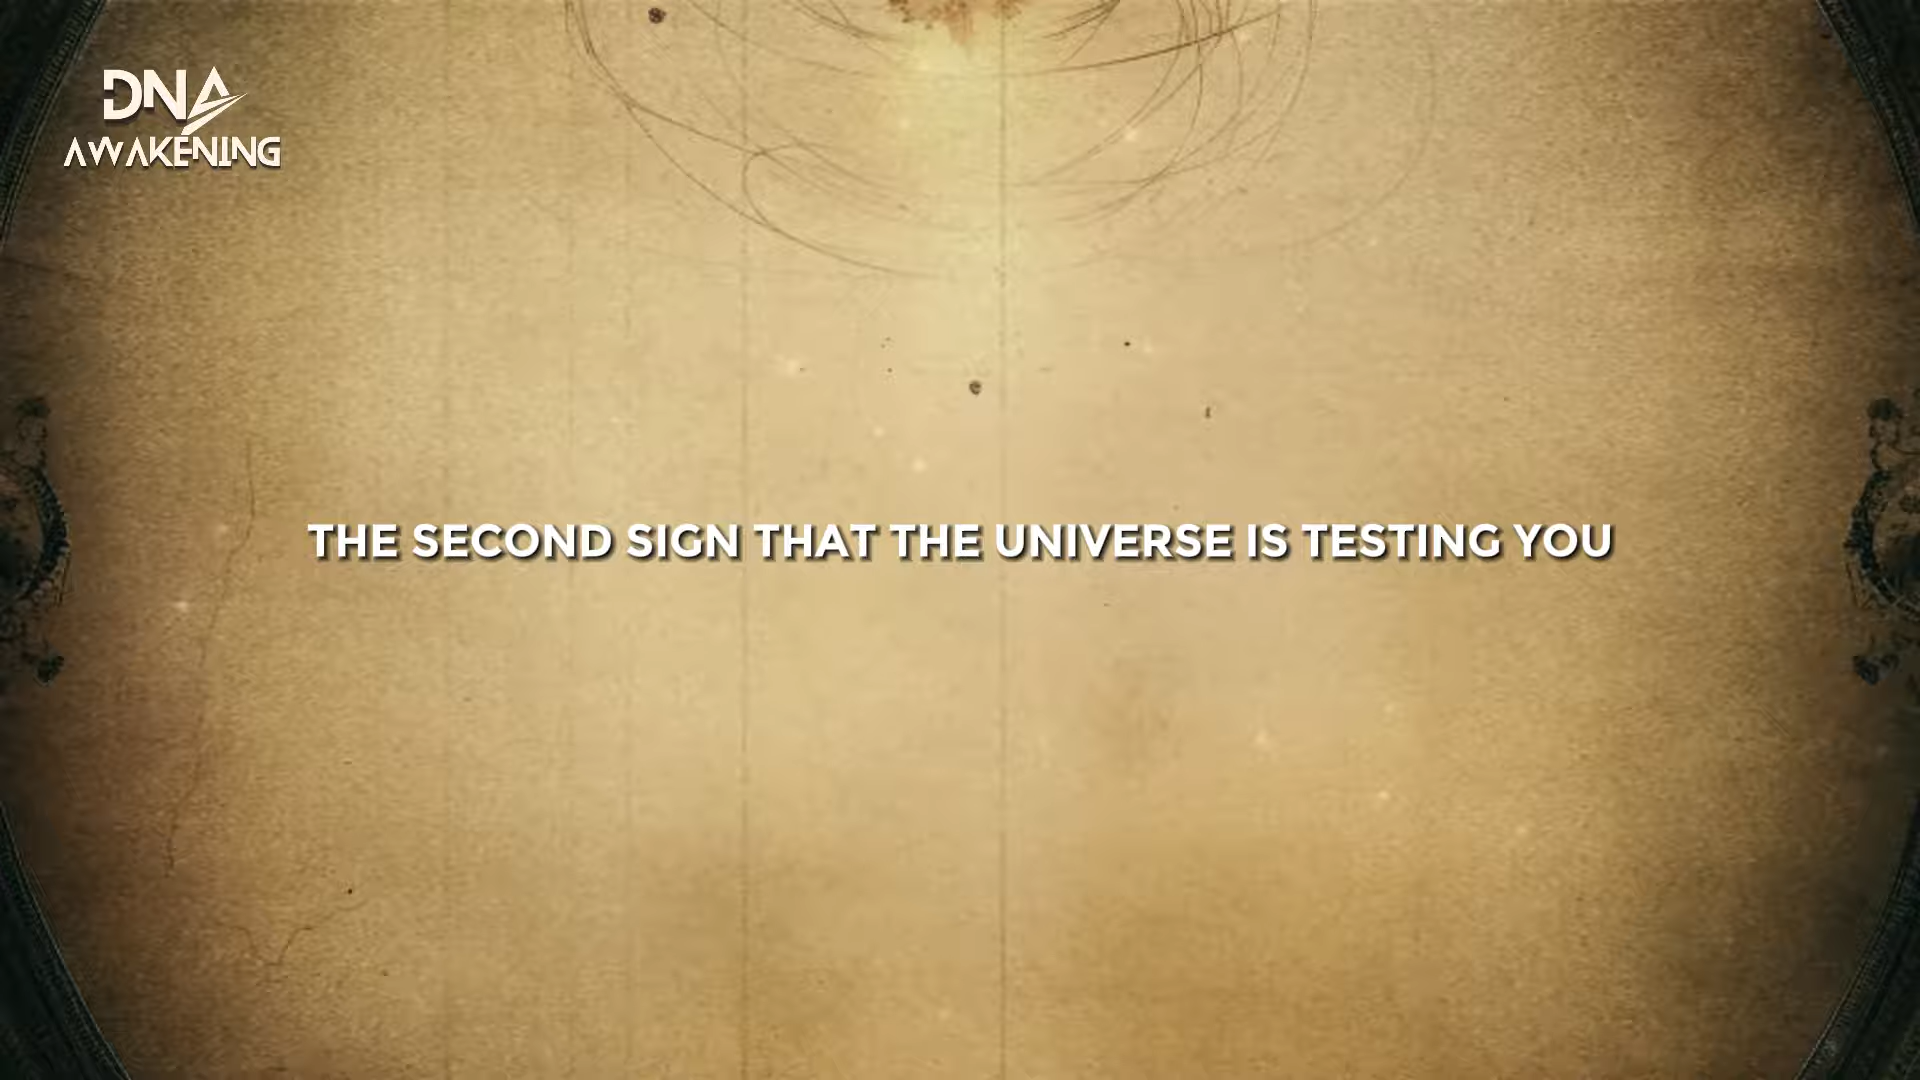 DNA
AWAKENING
THE SECOND SIGN THAT THE UNIVERSE IS TESTING YOU